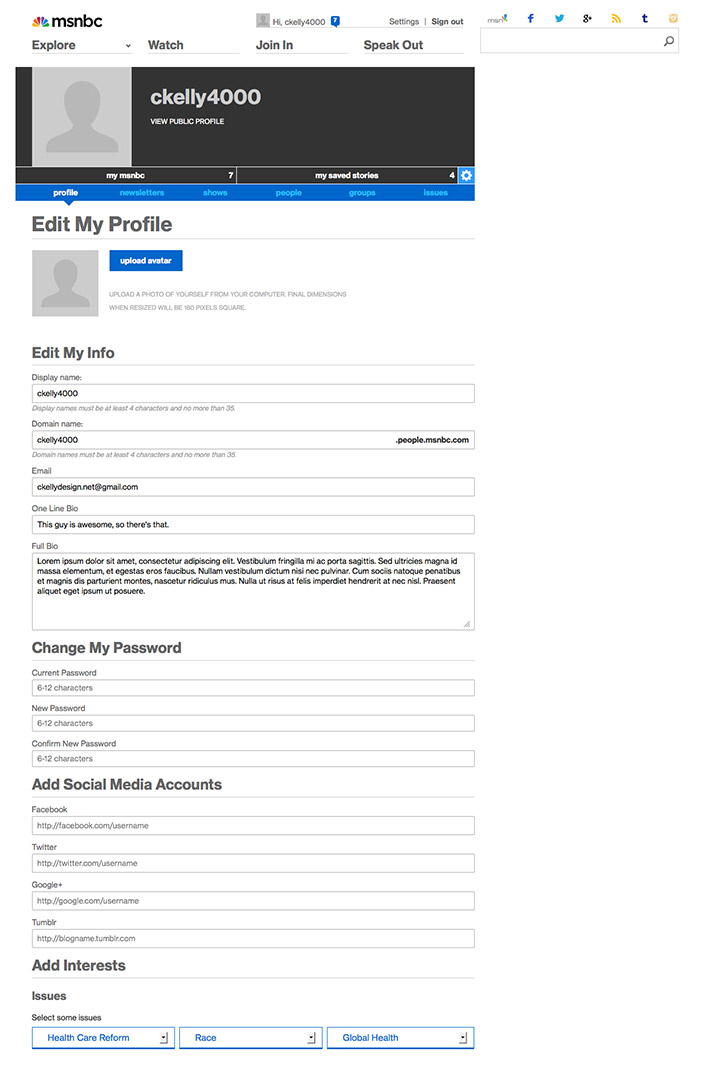 msnbc
Hi, ckelly4000 7
Settings | Sign out
msn
Explore
Watch
Join In
Speak Out
ckelly4000
VIEW PUBLIC PROFILE
my msnbc 7
my saved stories 4
profile
newsletters
shows
people
groups
issues
Edit My Profile
upload avatar
UPLOAD A PHOTO OF YOURSELF FROM YOUR COMPUTER. FINAL DIMENSIONS
WHEN RESIZED WILL BE 180 PIXELS SQUARE.
Edit My Info
Display name:
ckelly4000
Display names must be at least 4 characters and no more than 35.
Domain name:
ckelly4000 .people.msnbc.com
Domain names must be at least 4 characters and no more than 35.
Email
ckellydesign.net@gmail.com
One Line Bio
This guy is awesome, so there's that.
Full Bio
Lorem ipsum dolor sit amet, consectetur adipiscing elit. Vestibulum fringilla mi ac porta sagittis. Sed ultricies magna id
massa elementum, et egestas eros faucibus. Nullam vestibulum dictum nisi nec pulvinar. Cum sociis natoque penatibus
et magnis dis parturient montes, nascetur ridiculus mus. Nulla ut risus at felis imperdiet hendrerit at nec nisl. Praesent
aliquet eget ipsum ut posuere.
Change My Password
Current Password
6-12 characters
New Password
6-12 characters
Confirm New Password
6-12 characters
Add Social Media Accounts
Facebook
http://facebook.com/username
Twitter
http://twitter.com/username
Google+
http://google.com/username
Tumblr
http://blogname.tumblr.com
Add Interests
Issues
Select some issues
Health Care Reform
Race
Global Health